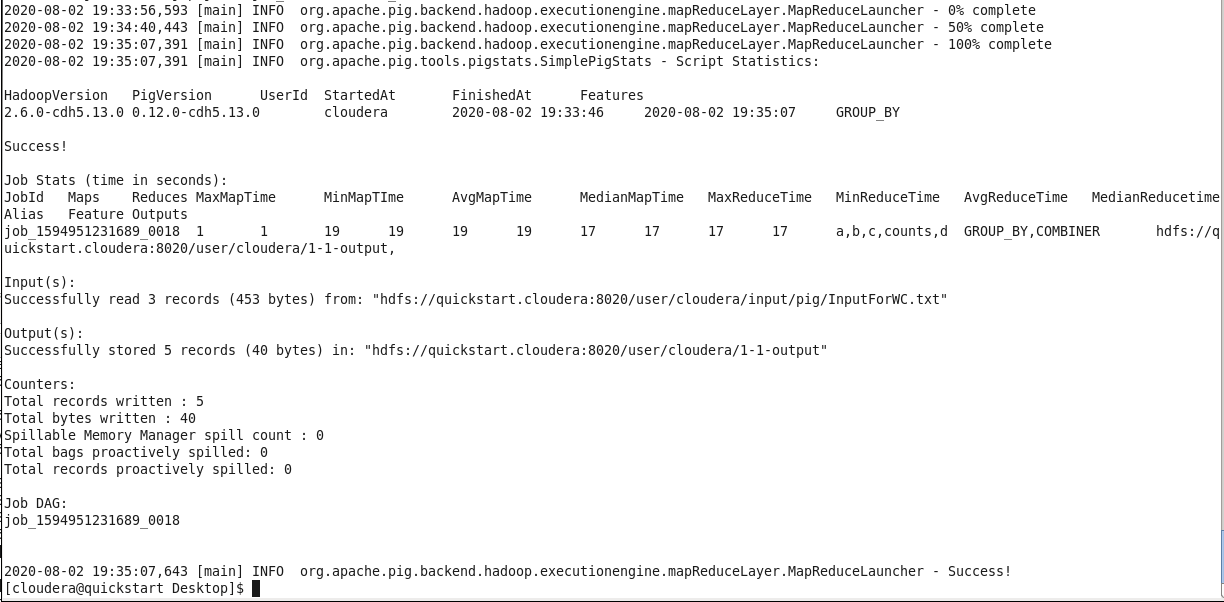 2020-08-02 19:33:56,593 [main] INFO  org.apache.pig.backend.hadoop.executionengine.mapReduceLayer.MapReduceLauncher - 0% complete
2020-08-02 19:34:40,443 [main] INFO  org.apache.pig.backend.hadoop.executionengine.mapReduceLayer.MapReduceLauncher - 50% complete
2020-08-02 19:35:07,391 [main] INFO  org.apache.pig.backend.hadoop.executionengine.mapReduceLayer.MapReduceLauncher - 100% complete
2020-08-02 19:35:07,391 [main] INFO  org.apache.pig.tools.pigstats.SimplePigStats - Script Statistics:
HadoopVersion   PigVersion      UserId  StartedAt       FinishedAt      Features
2.6.0-cdh5.13.0 0.12.0-cdh5.13.0        cloudera        2020-08-02 19:33:46     2020-08-02 19:35:07     GROUP_BY
Success!
Job Stats (time in seconds):
JobId   Maps    Reduces MaxMapTime      MinMapTIme      AvgMapTime      MedianMapTime   MaxReduceTime   MinReduceTime   AvgReduceTime   MedianReducetime
Alias   Feature Outputs
job_1594951231689_0018  1       1       19      19      19      19      17      17      17      17      a,b,c,counts,d  GROUP_BY,COMBINER       hdfs://q
uickstart.cloudera:8020/user/cloudera/1-1-output,
Input(s):
Successfully read 3 records (453 bytes) from: "hdfs://quickstart.cloudera:8020/user/cloudera/input/pig/InputForWC.txt"
Output(s):
Successfully stored 5 records (40 bytes) in: "hdfs://quickstart.cloudera:8020/user/cloudera/1-1-output"
Counters:
Total records written : 5
Total bytes written : 40
Spillable Memory Manager spill count : 0
Total bags proactively spilled: 0
Total records proactively spilled: 0
Job DAG:
job_1594951231689_0018
2020-08-02 19:35:07,643 [main] INFO  org.apache.pig.backend.hadoop.executionengine.mapReduceLayer.MapReduceLauncher - Success!
[cloudera@quickstart Desktop]$